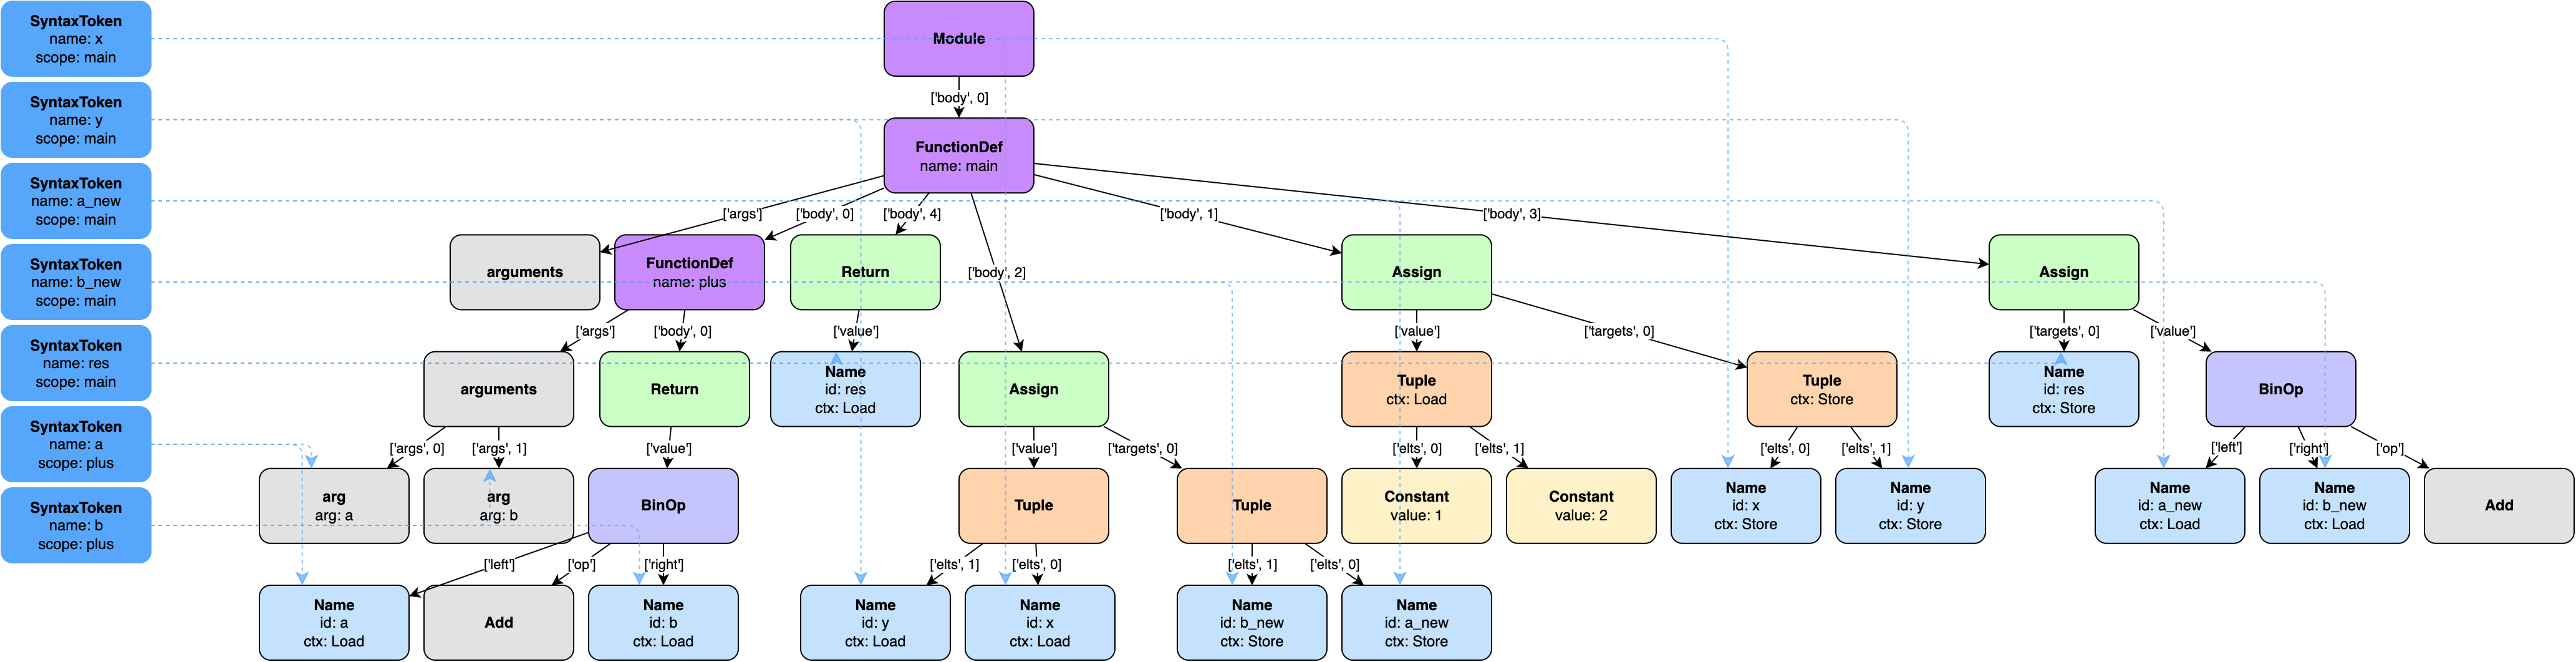 SyntaxToken
name: x
scope: main
SyntaxToken
name: y
scope: main
SyntaxToken
name: a_new
scope: main
SyntaxToken
name: b_new
scope: main
SyntaxToken
name: res
scope: main
SyntaxToken
name: a
scope: plus
SyntaxToken
name: b
scope: plus
Module
['body', 0]
FunctionDef
name: main
['args']
['body', 0]
['body', 4]
['body', 2]
['body', 1]
['body', 3]
arguments
FunctionDef
name: plus
Return
Assign
Assign
['args']
['body', 0]
['value']
['value']
['targets', 0]
['targets', 0]
['value']
arguments
Return
Name
id: res
ctx: Load
Assign
Tuple
ctx: Load
Tuple
ctx: Store
Name
id: res
ctx: Store
BinOp
['args', 0]
['args', 1]
['value']
['value']
['targets', 0]
['elts', 0]
['elts', 1]
['elts', 0]
['elts', 1]
['left']
['right']
['op']
arg
arg: a
arg
arg: b
BinOp
Tuple
Tuple
Constant
value: 1
Constant
value: 2
Name
id: x
ctx: Store
Name
id: y
ctx: Store
Name
id: a_new
ctx: Load
Name
id: b_new
ctx: Load
Add
['left']
['op']
['right']
['elts', 1]
['elts', 0]
['elts', 1]
['elts', 0]
Name
id: a
ctx: Load
Add
Name
id: b
ctx: Load
Name
id: y
ctx: Load
Name
id: x
ctx: Load
Name
id: b_new
ctx: Store
Name
id: a_new
ctx: Store